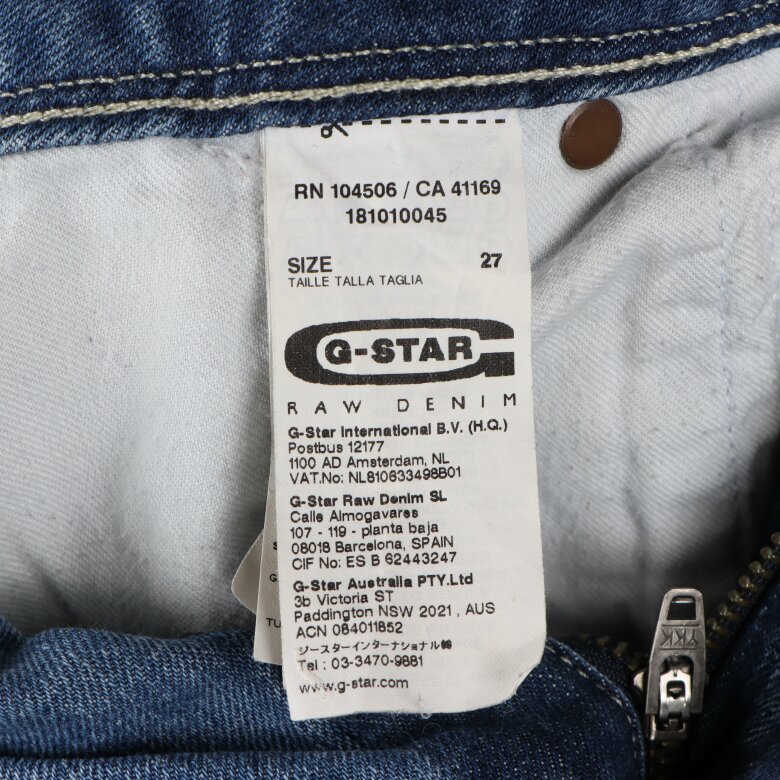 RN 104506 / CA 41169
181010045
SIZE 27
TAILLE TALLA TAGLIA
G-STAR
RAW DENIM
G-Star International B.V. (H.Q.)
Postbus 12177
1100 AD Amsterdam, NL
VAT.No: NL810633498B01
G-Star Raw Denim SL
Calle Almogavares
107 - 119 - planta baja
08018 Barcelona, SPAIN
CIF No: ES B 62443247
G-Star Australia PTY.Ltd
3b Victoria ST
Paddington NSW 2021 , AUS
ACN 084011852
ジースターインターナショナル㈱
Tel : 03-3470-9881
www.g-star.com
TU
YKK